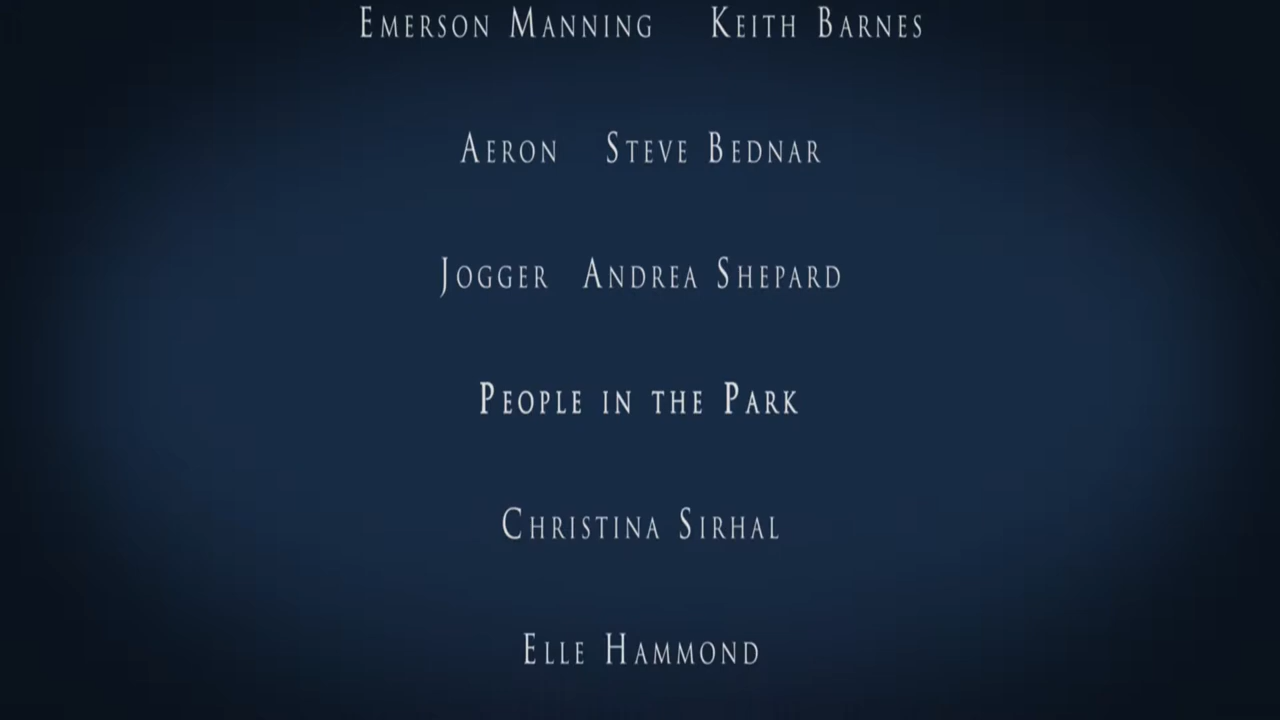 Emerson Manning Keith Barnes
Aeron Steve Bednar
Jogger Andrea Shepard
People in the Park
Christina Sirhal
Elle Hammond